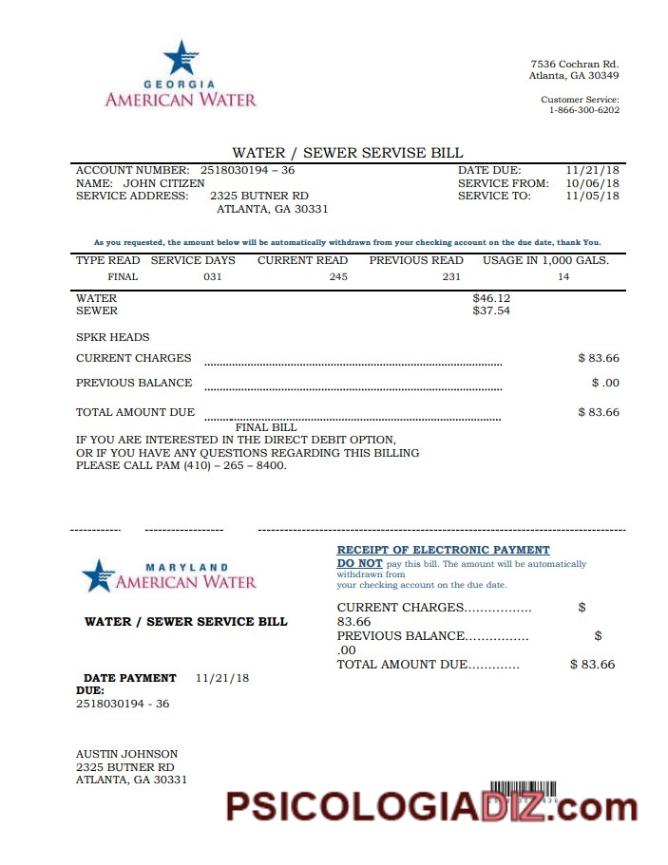 GEORGIA
AMERICAN WATER
7536 Cochran Rd.
Atlanta, GA 30349
Customer Service:
1-866-300-6202
WATER / SEWER SERVISE BILL
ACCOUNT NUMBER: 2518030194 – 36 DATE DUE: 11/21/18
NAME: JOHN CITIZEN SERVICE FROM: 10/06/18
SERVICE ADDRESS: 2325 BUTNER RD SERVICE TO: 11/05/18
ATLANTA, GA 30331
As you requested, the amount below will be automatically withdrawn from your checking account on the due date, thank You.
TYPE READ SERVICE DAYS CURRENT READ PREVIOUS READ USAGE IN 1,000 GALS.
FINAL 031 245 231 14
WATER $46.12
SEWER $37.54
SPKR HEADS
CURRENT CHARGES $ 83.66
PREVIOUS BALANCE $ .00
TOTAL AMOUNT DUE $ 83.66
FINAL BILL
IF YOU ARE INTERESTED IN THE DIRECT DEBIT OPTION,
OR IF YOU HAVE ANY QUESTIONS REGARDING THIS BILLING
PLEASE CALL PAM (410) – 265 – 8400.
MARYLAND
AMERICAN WATER
WATER / SEWER SERVICE BILL
DATE PAYMENT 11/21/18
DUE:
2518030194 - 36
AUSTIN JOHNSON
2325 BUTNER RD
ATLANTA, GA 30331
RECEIPT OF ELECTRONIC PAYMENT
DO NOT pay this bill. The amount will be automatically
withdrawn from
your checking account on the due date.
CURRENT CHARGES................ $
83.66
PREVIOUS BALANCE............... $
.00
TOTAL AMOUNT DUE............ $ 83.66
PSICOLOGIADIZ.com